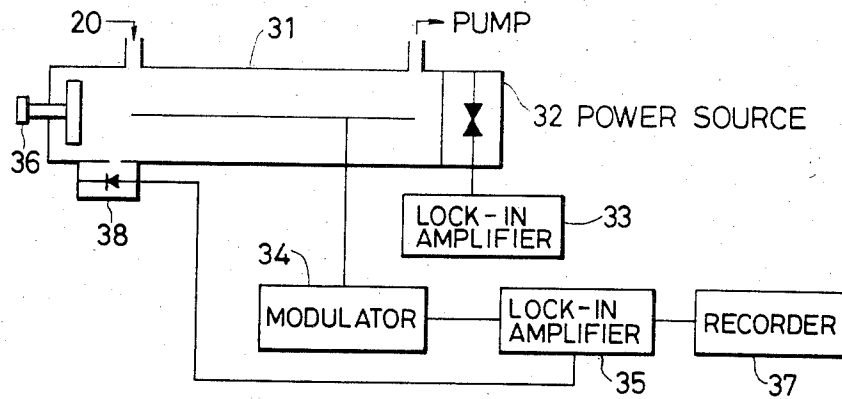 20
31
PUMP
32 POWER SOURCE
36
38
LOCK-IN
AMPLIFIER
33
34
MODULATOR
LOCK-IN
AMPLIFIER
RECORDER
35
37